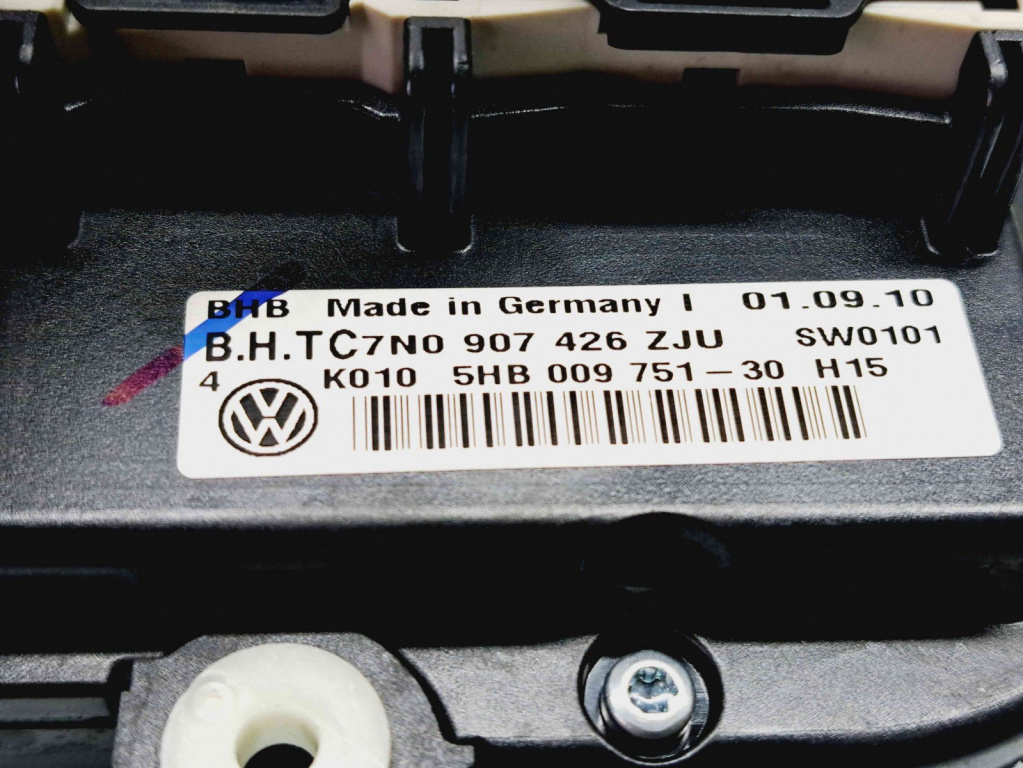 BHB Made in Germany I 01.09.10
B.H.TC7N0 907 426 ZJU SW0101
4 K010 5HB 009 751-30 H15